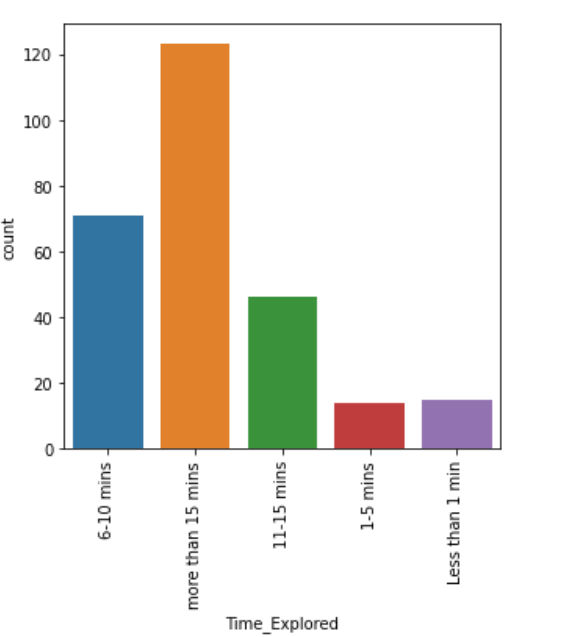 120
100
80
60
40
20
0
count
6-10 mins
more than 15 mins
11-15 mins
1-5 mins
Less than 1 min
Time_Explored